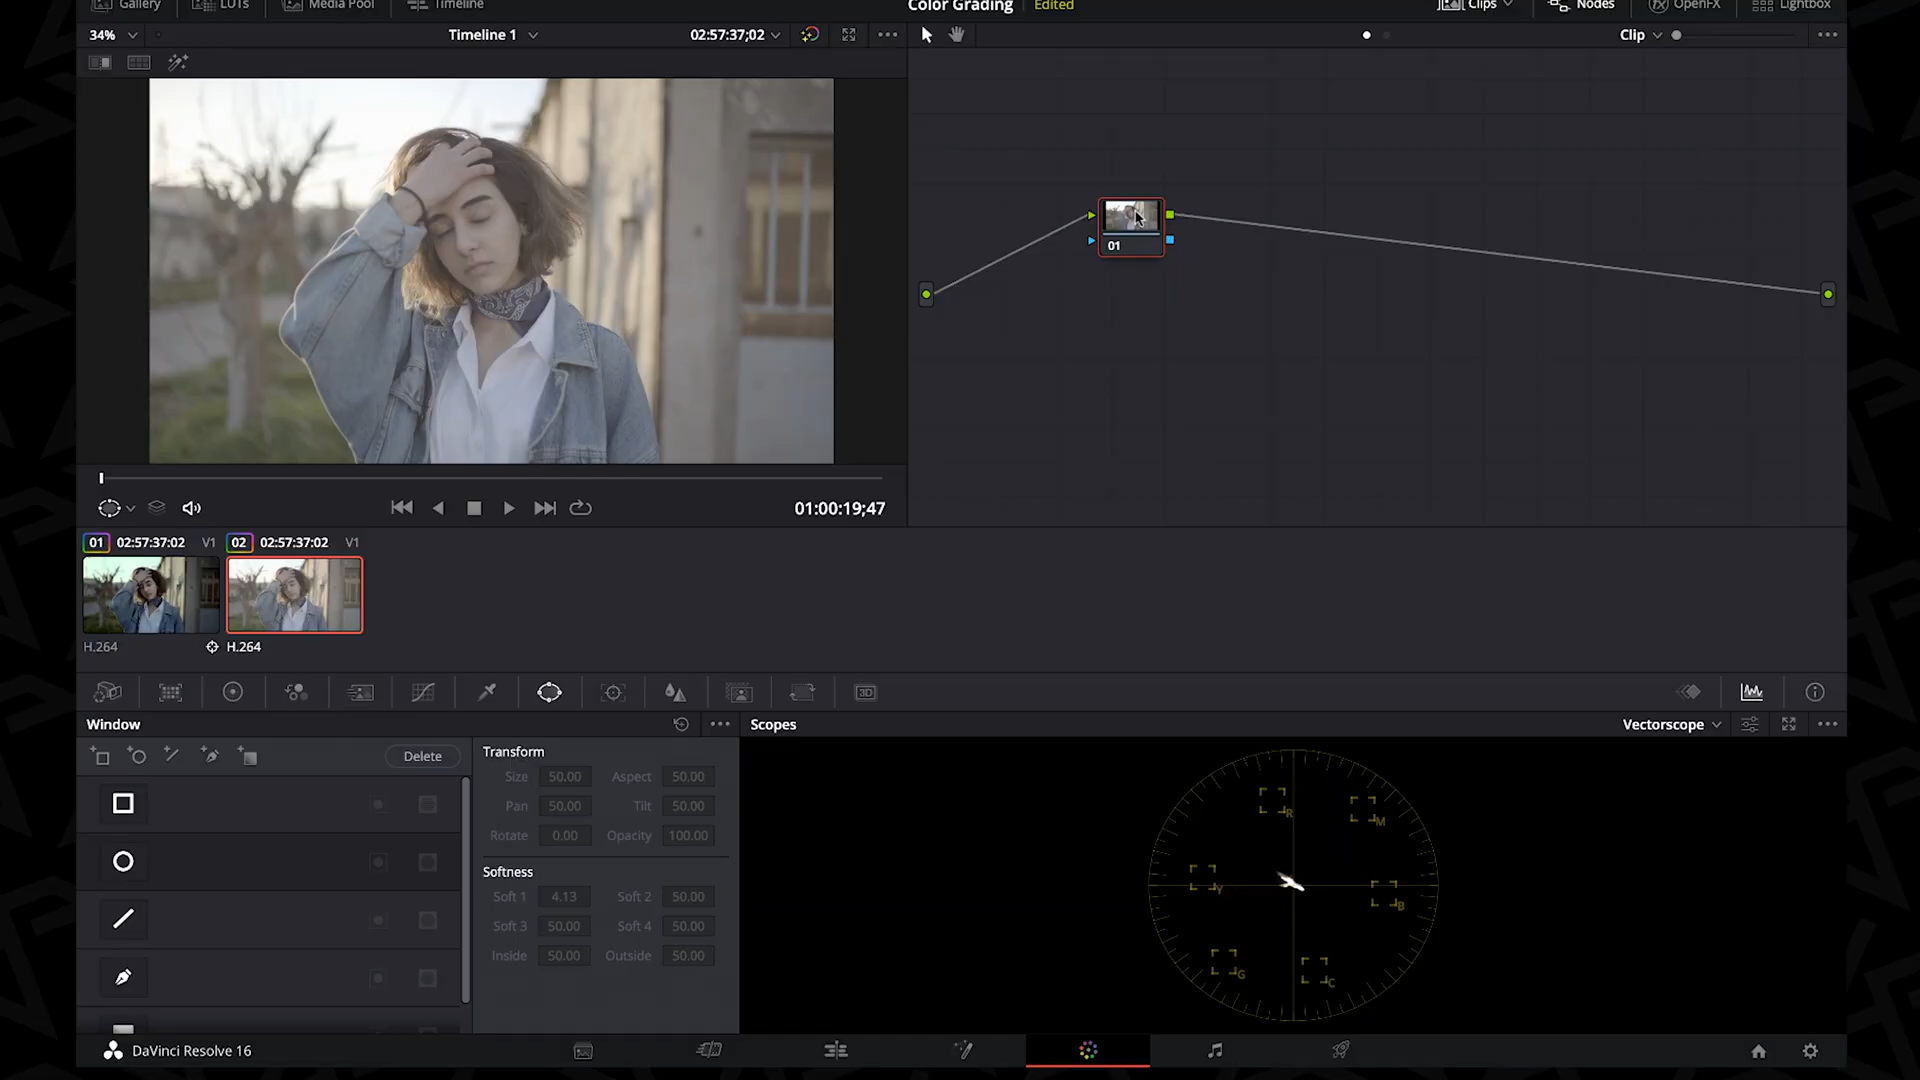 Gallery LUTs Media Pool Timeline Color Grading Edited Clips Nodes OpenFX Lightbox
34% Timeline 1 02:57:37;02 Clip
01
01:00:19;47
01 02:57:37:02 V1 02 02:57:37:02 V1
H.264 H.264
Window Scopes Vectorscope
Delete
Transform
Size 50.00 Aspect 50.00
Pan 50.00 Tilt 50.00
Rotate 0.00 Opacity 100.00
Softness
Soft 1 4.13 Soft 2 50.00
Soft 3 50.00 Soft 4 50.00
Inside 50.00 Outside 50.00
R M
Y B
G C
3D
DaVinci Resolve 16